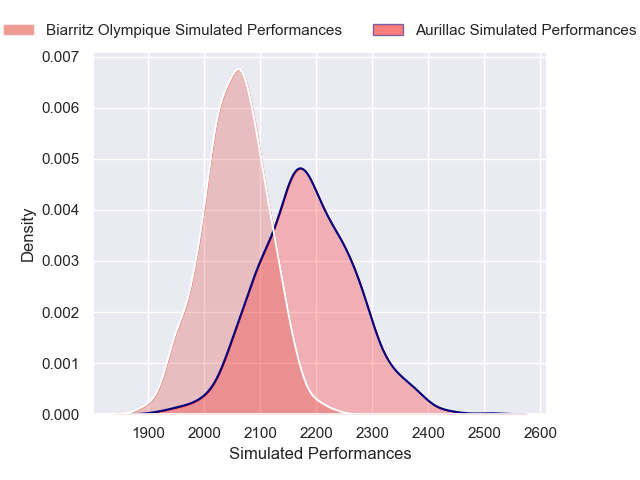 Biarritz Olympique Simulated Performances Aurillac Simulated Performances
0.007
0.006
0.005
0.004
0.003
0.002
0.001
0.000
Density
1900 2000 2100 2200 2300 2400 2500 2600
Simulated Performances